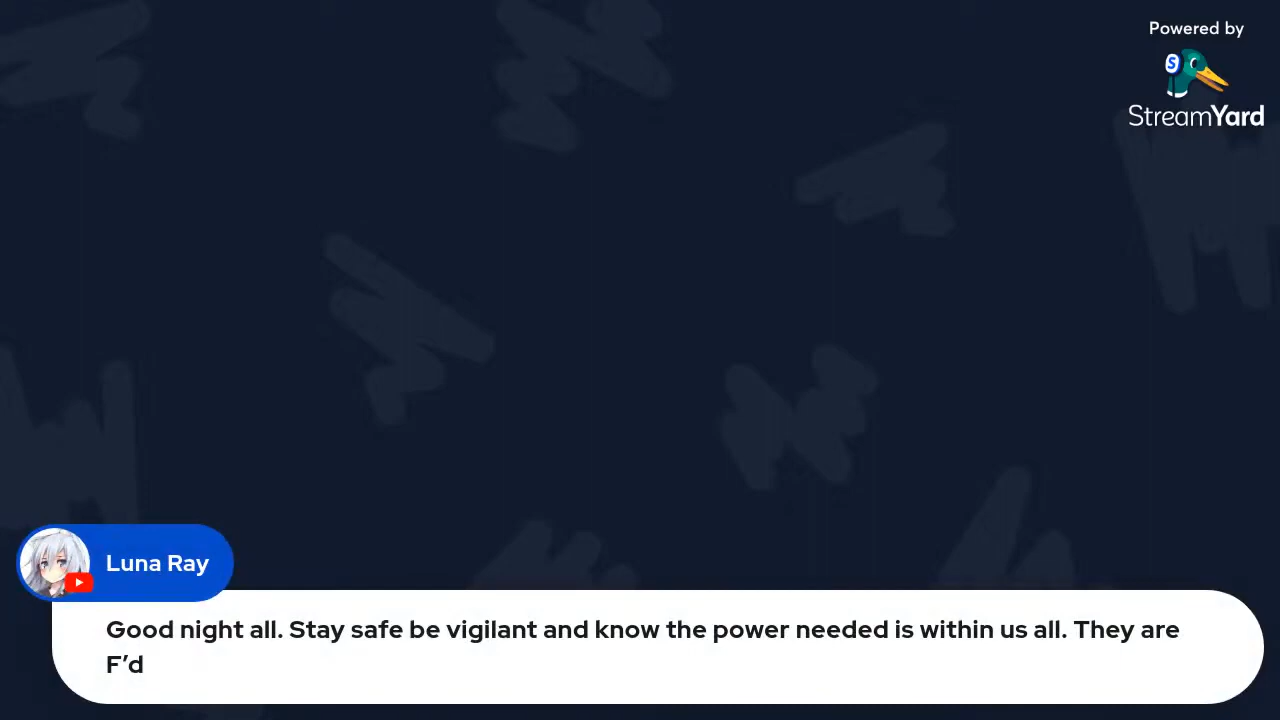 Powered by
StreamYard
Luna Ray
Good night all. Stay safe be vigilant and know the power needed is within us all. They are
F’d